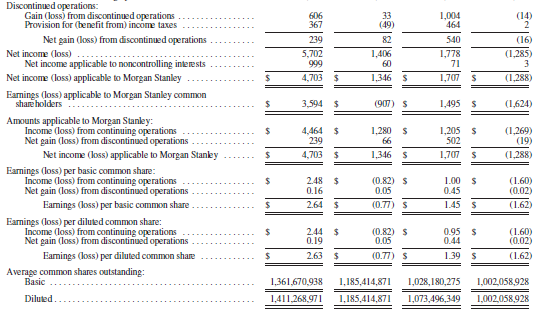 Discontinued operations:
Gain (loss) from discontinued operations . . . . . . . . . . . . . . . . . . . 606 33 1,004 (14)
Provision for (benefit from) income taxes . . . . . . . . . . . . . . . . . . 367 (49) 464 2
Net gain (loss) from discontinued operations . . . . . . . . . . . . . 239 82 540 (16)
Net income (loss) . . . . . . . . . . . . . . . . . . . . . . . . . . . . 5,702 1,406 1,778 (1,285)
Net income applicable to noncontrolling interests . . . . . . . . . . 999 60 71 3
Net income (loss) applicable to Morgan Stanley . . . . . . . . . . . $ 4,703 $ 1,346 $ 1,707 $ (1,288)
Earnings (loss) applicable to Morgan Stanley common
shareholders . . . . . . . . . . . . . . . . . . . . . . . . . . . . $ 3,594 $ (907) $ 1,495 $ (1,624)
Amounts applicable to Morgan Stanley:
Income (loss) from continuing operations . . . . . . . . . . . . . . $ 4,464 $ 1,280 $ 1,205 $ (1,269)
Net gain (loss) from discontinued operations . . . . . . . . . . . . 239 66 502 (19)
Net income (loss) applicable to Morgan Stanley . . . . . . . $ 4,703 $ 1,346 $ 1,707 $ (1,288)
Earnings (loss) per basic common share:
Income (loss) from continuing operations . . . . . . . . . . . . . . $ 2.48 $ (0.82) $ 1.00 $ (1.60)
Net gain (loss) from discontinued operations . . . . . . . . . . . . 0.16 0.05 0.45 (0.02)
Earnings (loss) per basic common share . . . . . . . . . . . $ 2.64 $ (0.77) $ 1.45 $ (1.62)
Earnings (loss) per diluted common share:
Income (loss) from continuing operations . . . . . . . . . . . . . . $ 2.44 $ (0.82) $ 0.95 $ (1.60)
Net gain (loss) from discontinued operations . . . . . . . . . . . . 0.19 0.05 0.44 (0.02)
Earnings (loss) per diluted common share . . . . . . . . . . $ 2.63 $ (0.77) $ 1.39 $ (1.62)
Average common shares outstanding:
Basic . . . . . . . . . . . . . . . . . . . . . . . . . . . . . . 1,361,670,938 1,185,414,871 1,028,180,275 1,002,058,928
Diluted . . . . . . . . . . . . . . . . . . . . . . . . . . . . . 1,411,268,971 1,185,414,871 1,073,496,349 1,002,058,928